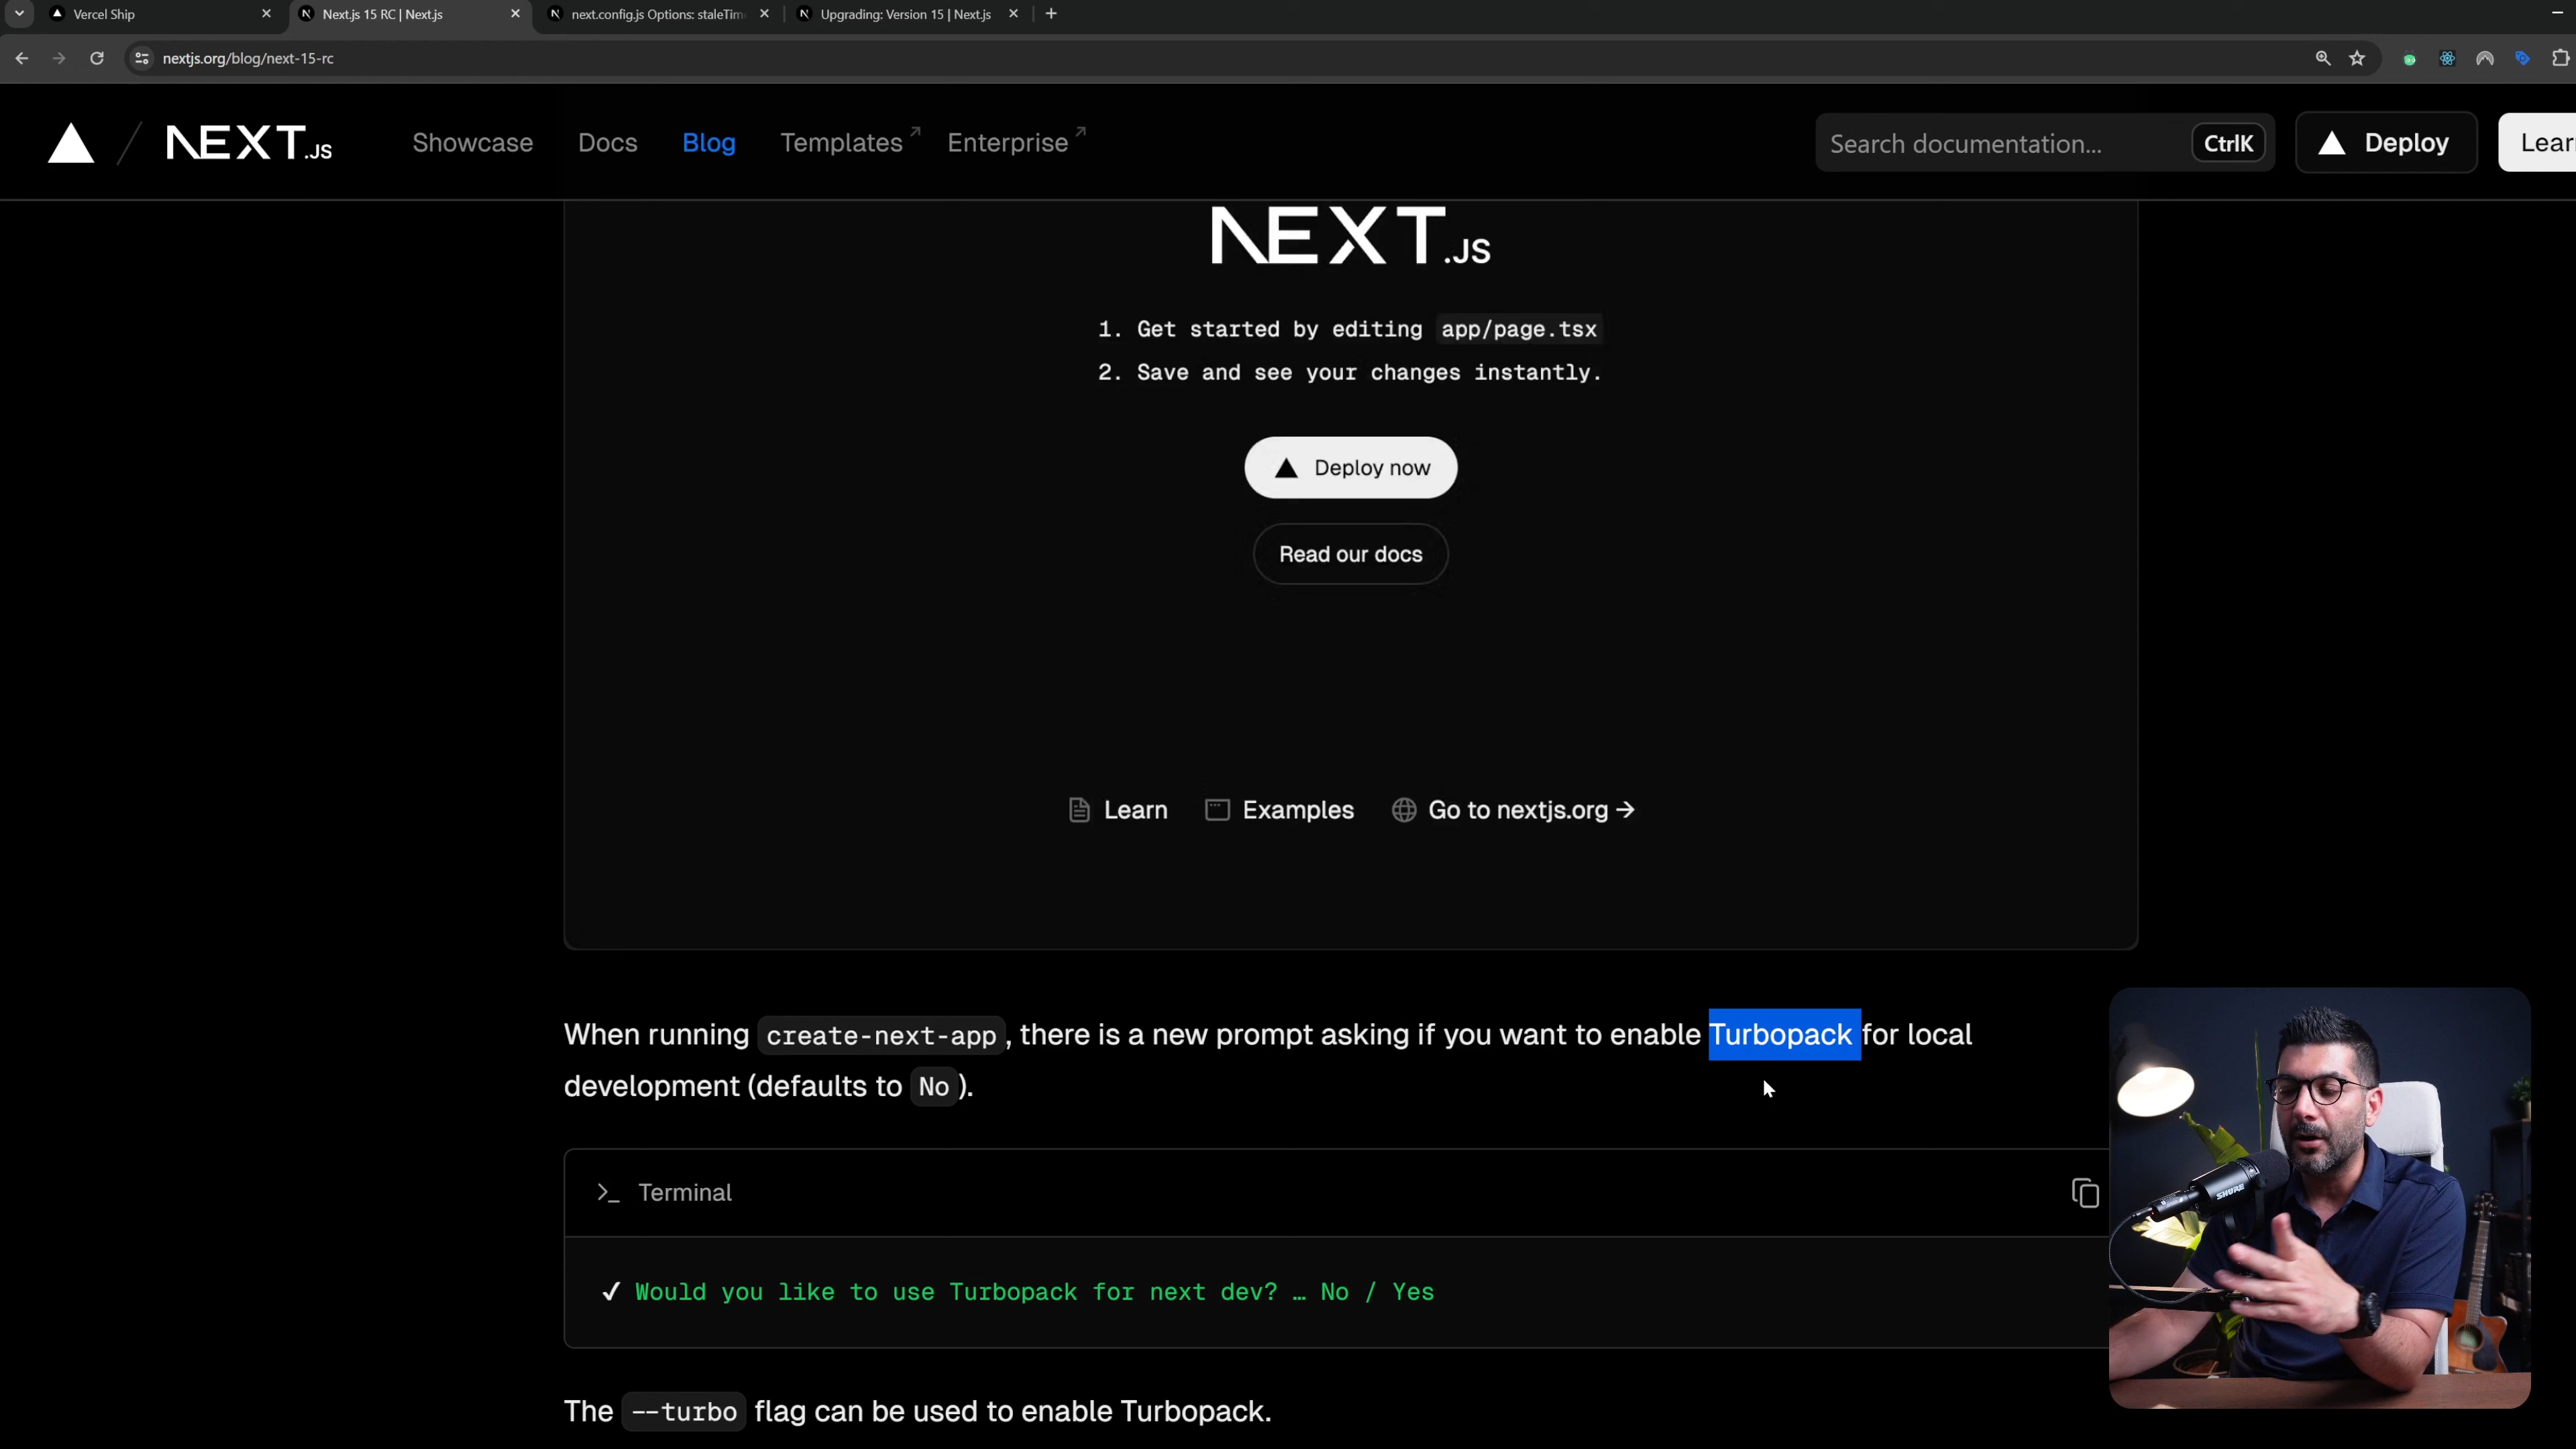 Vercel Ship
Next.js 15 RC | Next.js
next.config.js Options: staleTim
Upgrading: Version 15 | Next.js
nextjs.org/blog/next-15-rc
NEXT.JS
Showcase
Docs
Blog
Templates
Enterprise
Search documentation...
CtrlK
Deploy
Lear
NEXT.JS
1. Get started by editing app/page.tsx
2. Save and see your changes instantly.
Deploy now
Read our docs
Learn
Examples
Go to nextjs.org →
When running create-next-app, there is a new prompt asking if you want to enable Turbopack for local
development (defaults to No).
>_ Terminal
✓ Would you like to use Turbopack for next dev? … No / Yes
The --turbo flag can be used to enable Turbopack.
SHURE